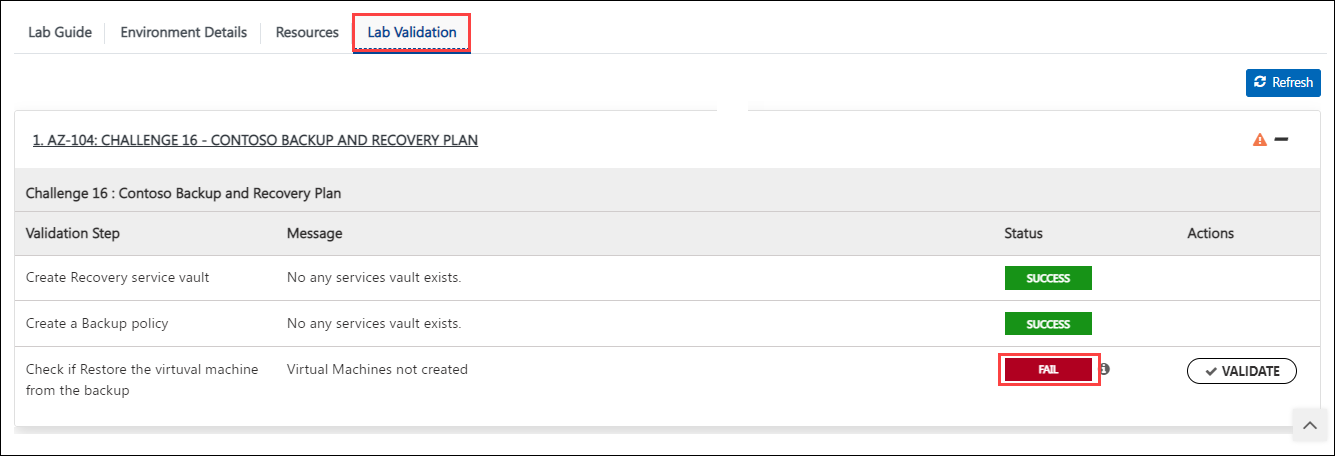 Lab Guide Environment Details Resources Lab Validation
Refresh
1. AZ-104: CHALLENGE 16 - CONTOSO BACKUP AND RECOVERY PLAN
Challenge 16 : Contoso Backup and Recovery Plan
Validation Step Message Status Actions
Create Recovery service vault No any services vault exists. SUCCESS
Create a Backup policy No any services vault exists. SUCCESS
Check if Restore the virtuval machine Virtual Machines not created FAIL VALIDATE
from the backup